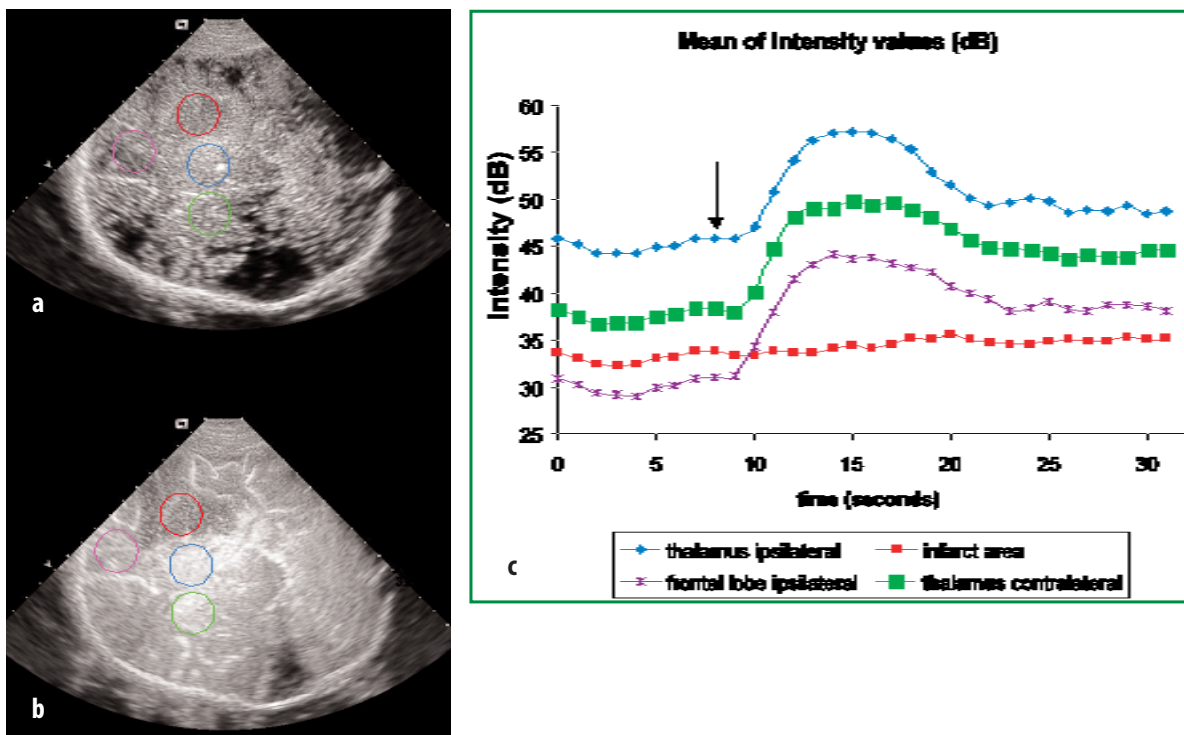 a
b
Mean of Intensity values (dB)
Intensity (dB)
60
55
50
45
40
35
30
25
0 5 10 15 20 25 30
time (seconds)
thalamus ipsilateral infarct area
frontal lobe ipsilateral thalamus contralateral
c